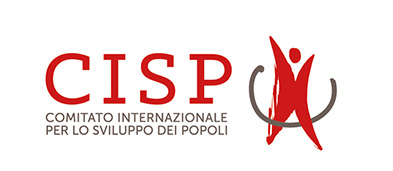 CISP
COMITATO INTERNAZIONALE
PER LO SVILUPPO DEI POPOLI